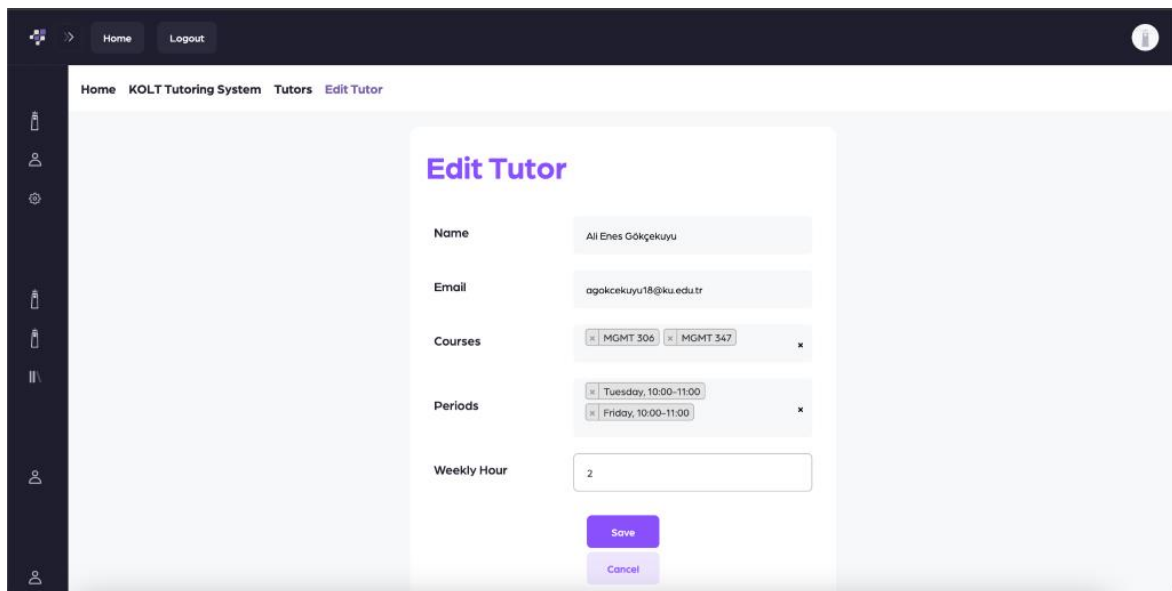 Home Logout
Home KOLT Tutoring System Tutors Edit Tutor
Edit Tutor
Name Ali Enes Gökçekuyu
Email agokcekuyu18@ku.edu.tr
Courses × MGMT 306 × MGMT 347 ×
Periods × Tuesday, 10:00-11:00
× Friday, 10:00-11:00 ×
Weekly Hour 2
Save
Cancel